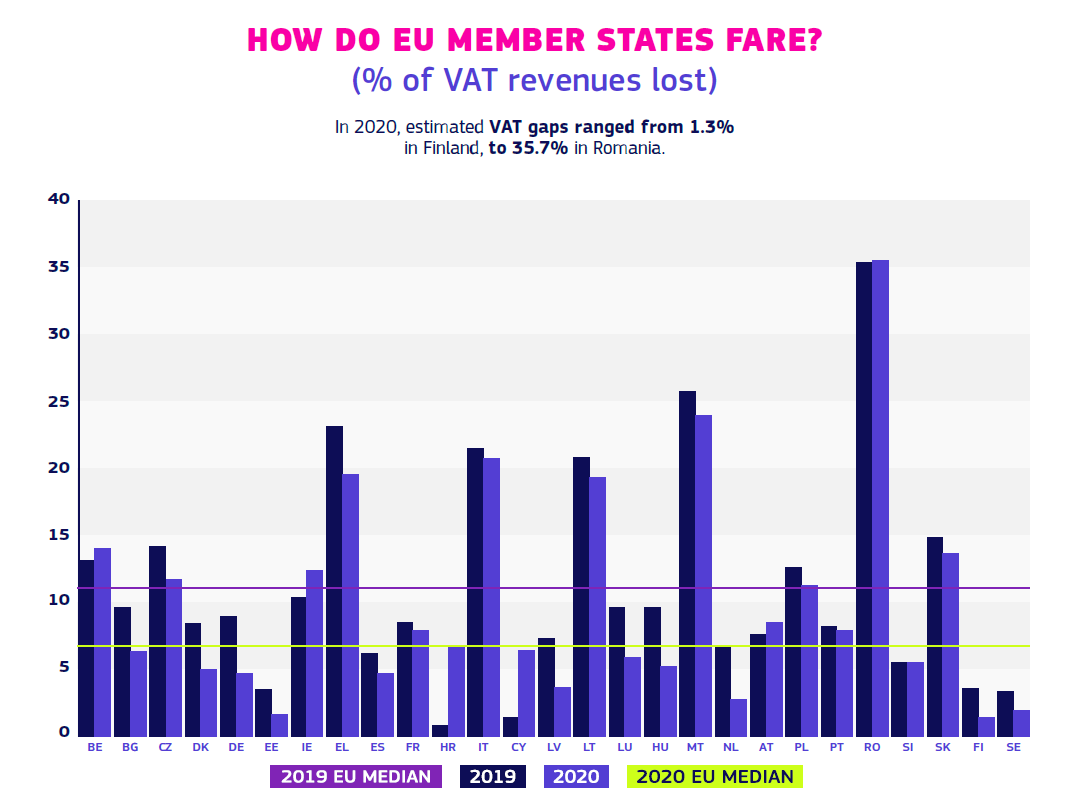 HOW DO EU MEMBER STATES FARE?
(% of VAT revenues lost)
In 2020, estimated VAT gaps ranged from 1.3%
in Finland, to 35.7% in Romania.
40
35
30
25
20
15
10
5
0
BE BG CZ DK DE EE IE EL ES FR HR IT CY LV LT LU HU MT NL AT PL PT RO SI SK FI SE
2019 EU MEDIAN 2019 2020 2020 EU MEDIAN